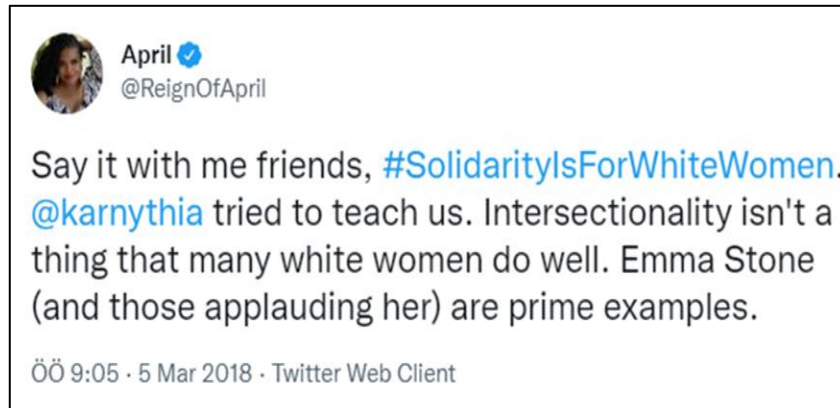 April
@ReignOfApril
Say it with me friends, #SolidarityIsForWhiteWomen.
@karnythia tried to teach us. Intersectionality isn't a
thing that many white women do well. Emma Stone
(and those applauding her) are prime examples.
ÖÖ 9:05 · 5 Mar 2018 · Twitter Web Client